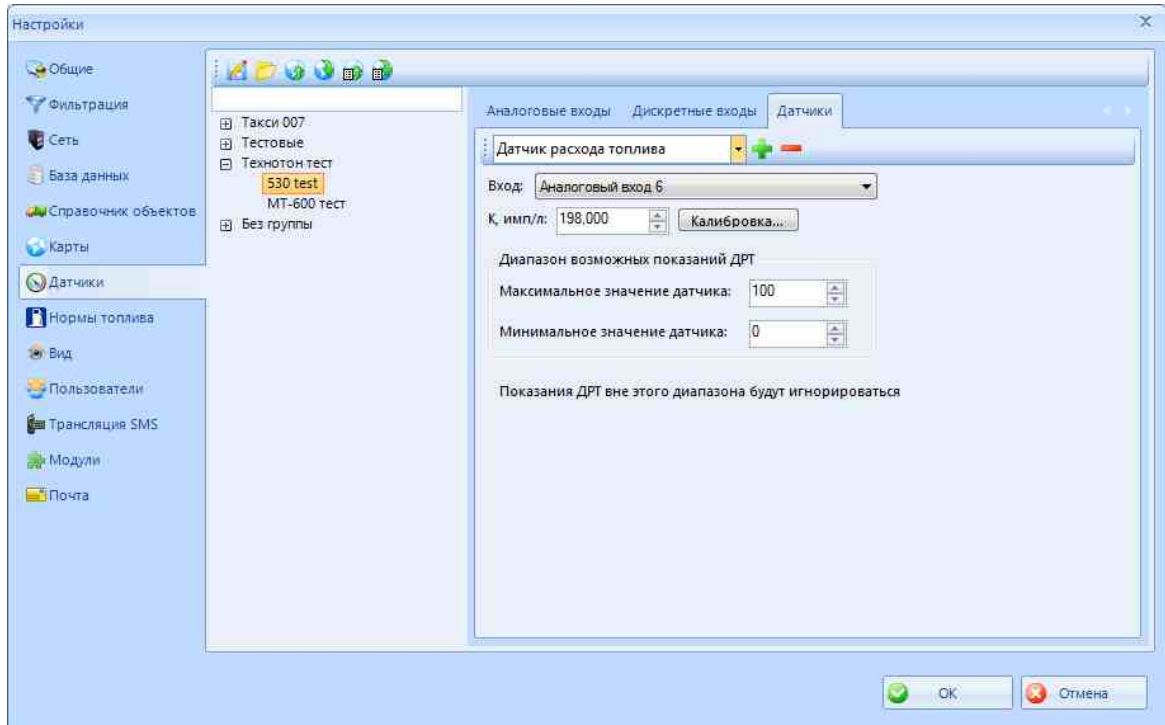 Настройки
Общие
Фильтрация
Сеть
База данных
Справочник объектов
Карты
Датчики
Нормы топлива
Вид
Пользователи
Трансляция SMS
Модули
Почта
Такси 007
Тестовые
Технотон тест
530 test
МТ-600 тест
Без группы
Аналоговые входы Дискретные входы Датчики
Датчик расхода топлива
Вход: Аналоговый вход 6
К, имп/л: 198,000 Калибровка...
Диапазон возможных показаний ДРТ
Максимальное значение датчика: 100
Минимальное значение датчика: 0
Показания ДРТ вне этого диапазона будут игнорироваться
ОК Отмена